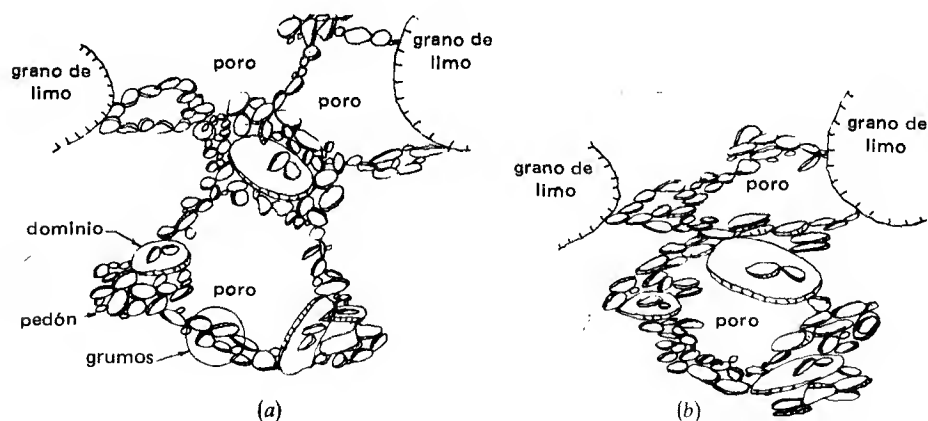 grano de
limo
poro
poro
grano de
limo
dominio
pedón
grumos
poro
(a)
grano de
limo
poro
grano de
limo
poro
(b)